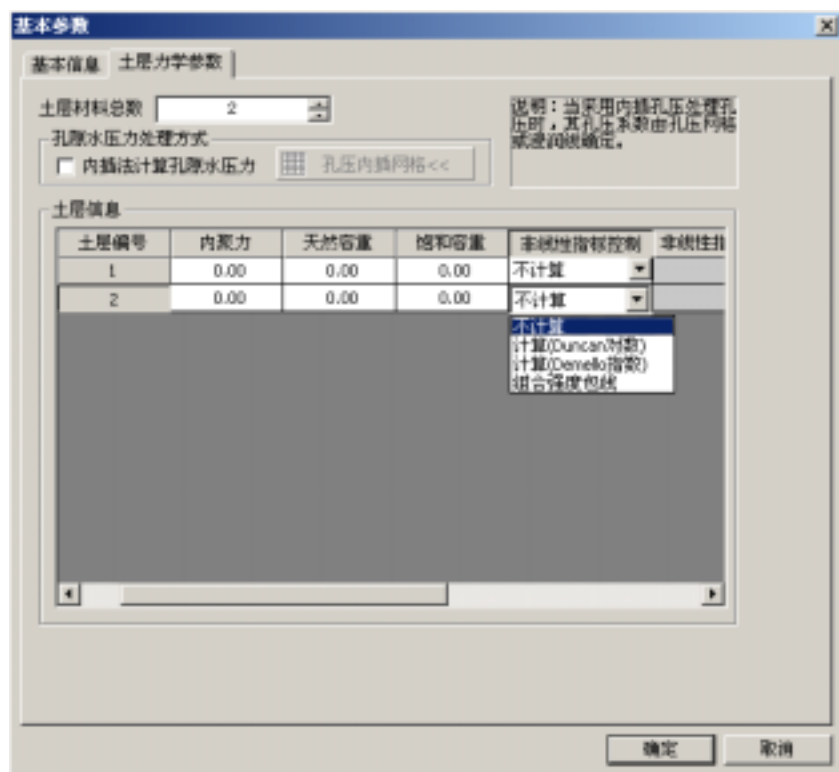 基本参数
基本信息 土层力学参数
土层材料总数 2
说明：当采用内插孔压处理孔
压时，其孔压系数由孔压网格
或浸润线确定。
孔隙水压力处理方式
内插法计算孔隙水压力 孔压内插网格<<
土层信息
土层编号 内聚力 天然容重 饱和容重 非线性指标控制 非线性指
1 0.00 0.00 0.00 不计算
2 0.00 0.00 0.00 不计算
不计算
计算(Duncan对数)
计算(Demello指数)
组合强度包线
确定 取消